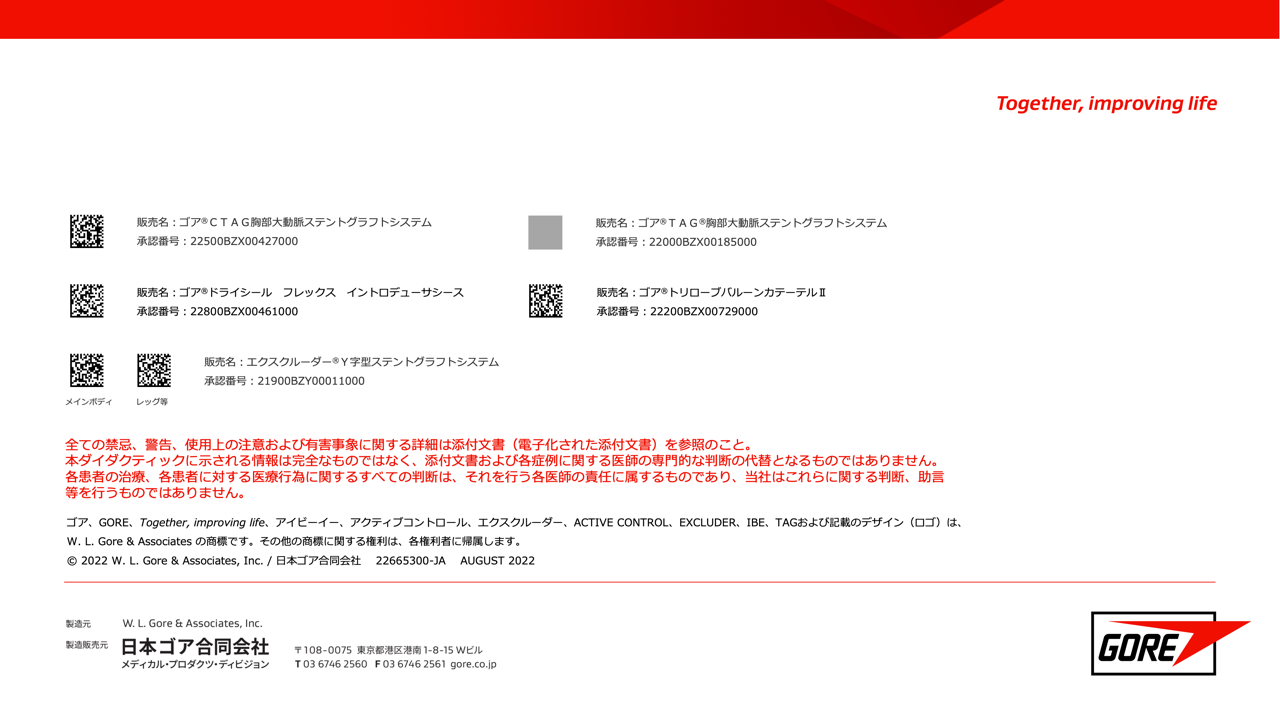 Together, improving life
販売名：ゴア®ＣＴＡＧ胸部大動脈ステントグラフトシステム
承認番号：22500BZX00427000
販売名：ゴア®ＴＡＧ®胸部大動脈ステントグラフトシステム
承認番号：22000BZX00185000
販売名：ゴア®ドライシール　フレックス　イントロデューサシース
承認番号：22800BZX00461000
販売名：ゴア®トリローブバルーンカテーテルⅡ
承認番号：22200BZX00729000
販売名：エクスクルーダー®Ｙ字型ステントグラフトシステム
承認番号：21900BZY00011000
メインボディ
レッグ等
全ての禁忌、警告、使用上の注意および有害事象に関する詳細は添付文書（電子化された添付文書）を参照のこと。
本ダイダクティックに示される情報は完全なものではなく、添付文書および各症例に関する医師の専門的な判断の代替となるものではありません。
各患者の治療、各患者に対する医療行為に関するすべての判断は、それを行う各医師の責任に属するものであり、当社はこれらに関する判断、助言
等を行うものではありません。
ゴア、GORE、Together, improving life、アイビーイー、アクティブコントロール、エクスクルーダー、ACTIVE CONTROL、EXCLUDER、IBE、TAGおよび記載のデザイン（ロゴ）は、
W. L. Gore & Associates の商標です。その他の商標に関する権利は、各権利者に帰属します。
© 2022 W. L. Gore & Associates, Inc. / 日本ゴア合同会社　22665300-JA　AUGUST 2022
製造元　W. L. Gore & Associates, Inc.
製造販売元　日本ゴア合同会社
メディカル・プロダクツ・ディビジョン
〒108-0075 東京都港区港南1-8-15 Wビル
T 03 6746 2560 F 03 6746 2561 gore.co.jp
GORE